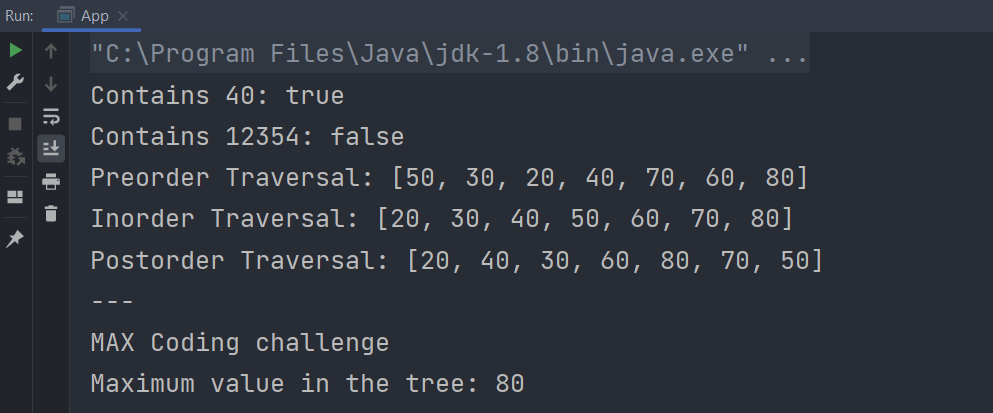 Run: App
"C:\Program Files\Java\jdk-1.8\bin\java.exe" ...
Contains 40: true
Contains 12354: false
Preorder Traversal: [50, 30, 20, 40, 70, 60, 80]
Inorder Traversal: [20, 30, 40, 50, 60, 70, 80]
Postorder Traversal: [20, 40, 30, 60, 80, 70, 50]
---
MAX Coding challenge
Maximum value in the tree: 80